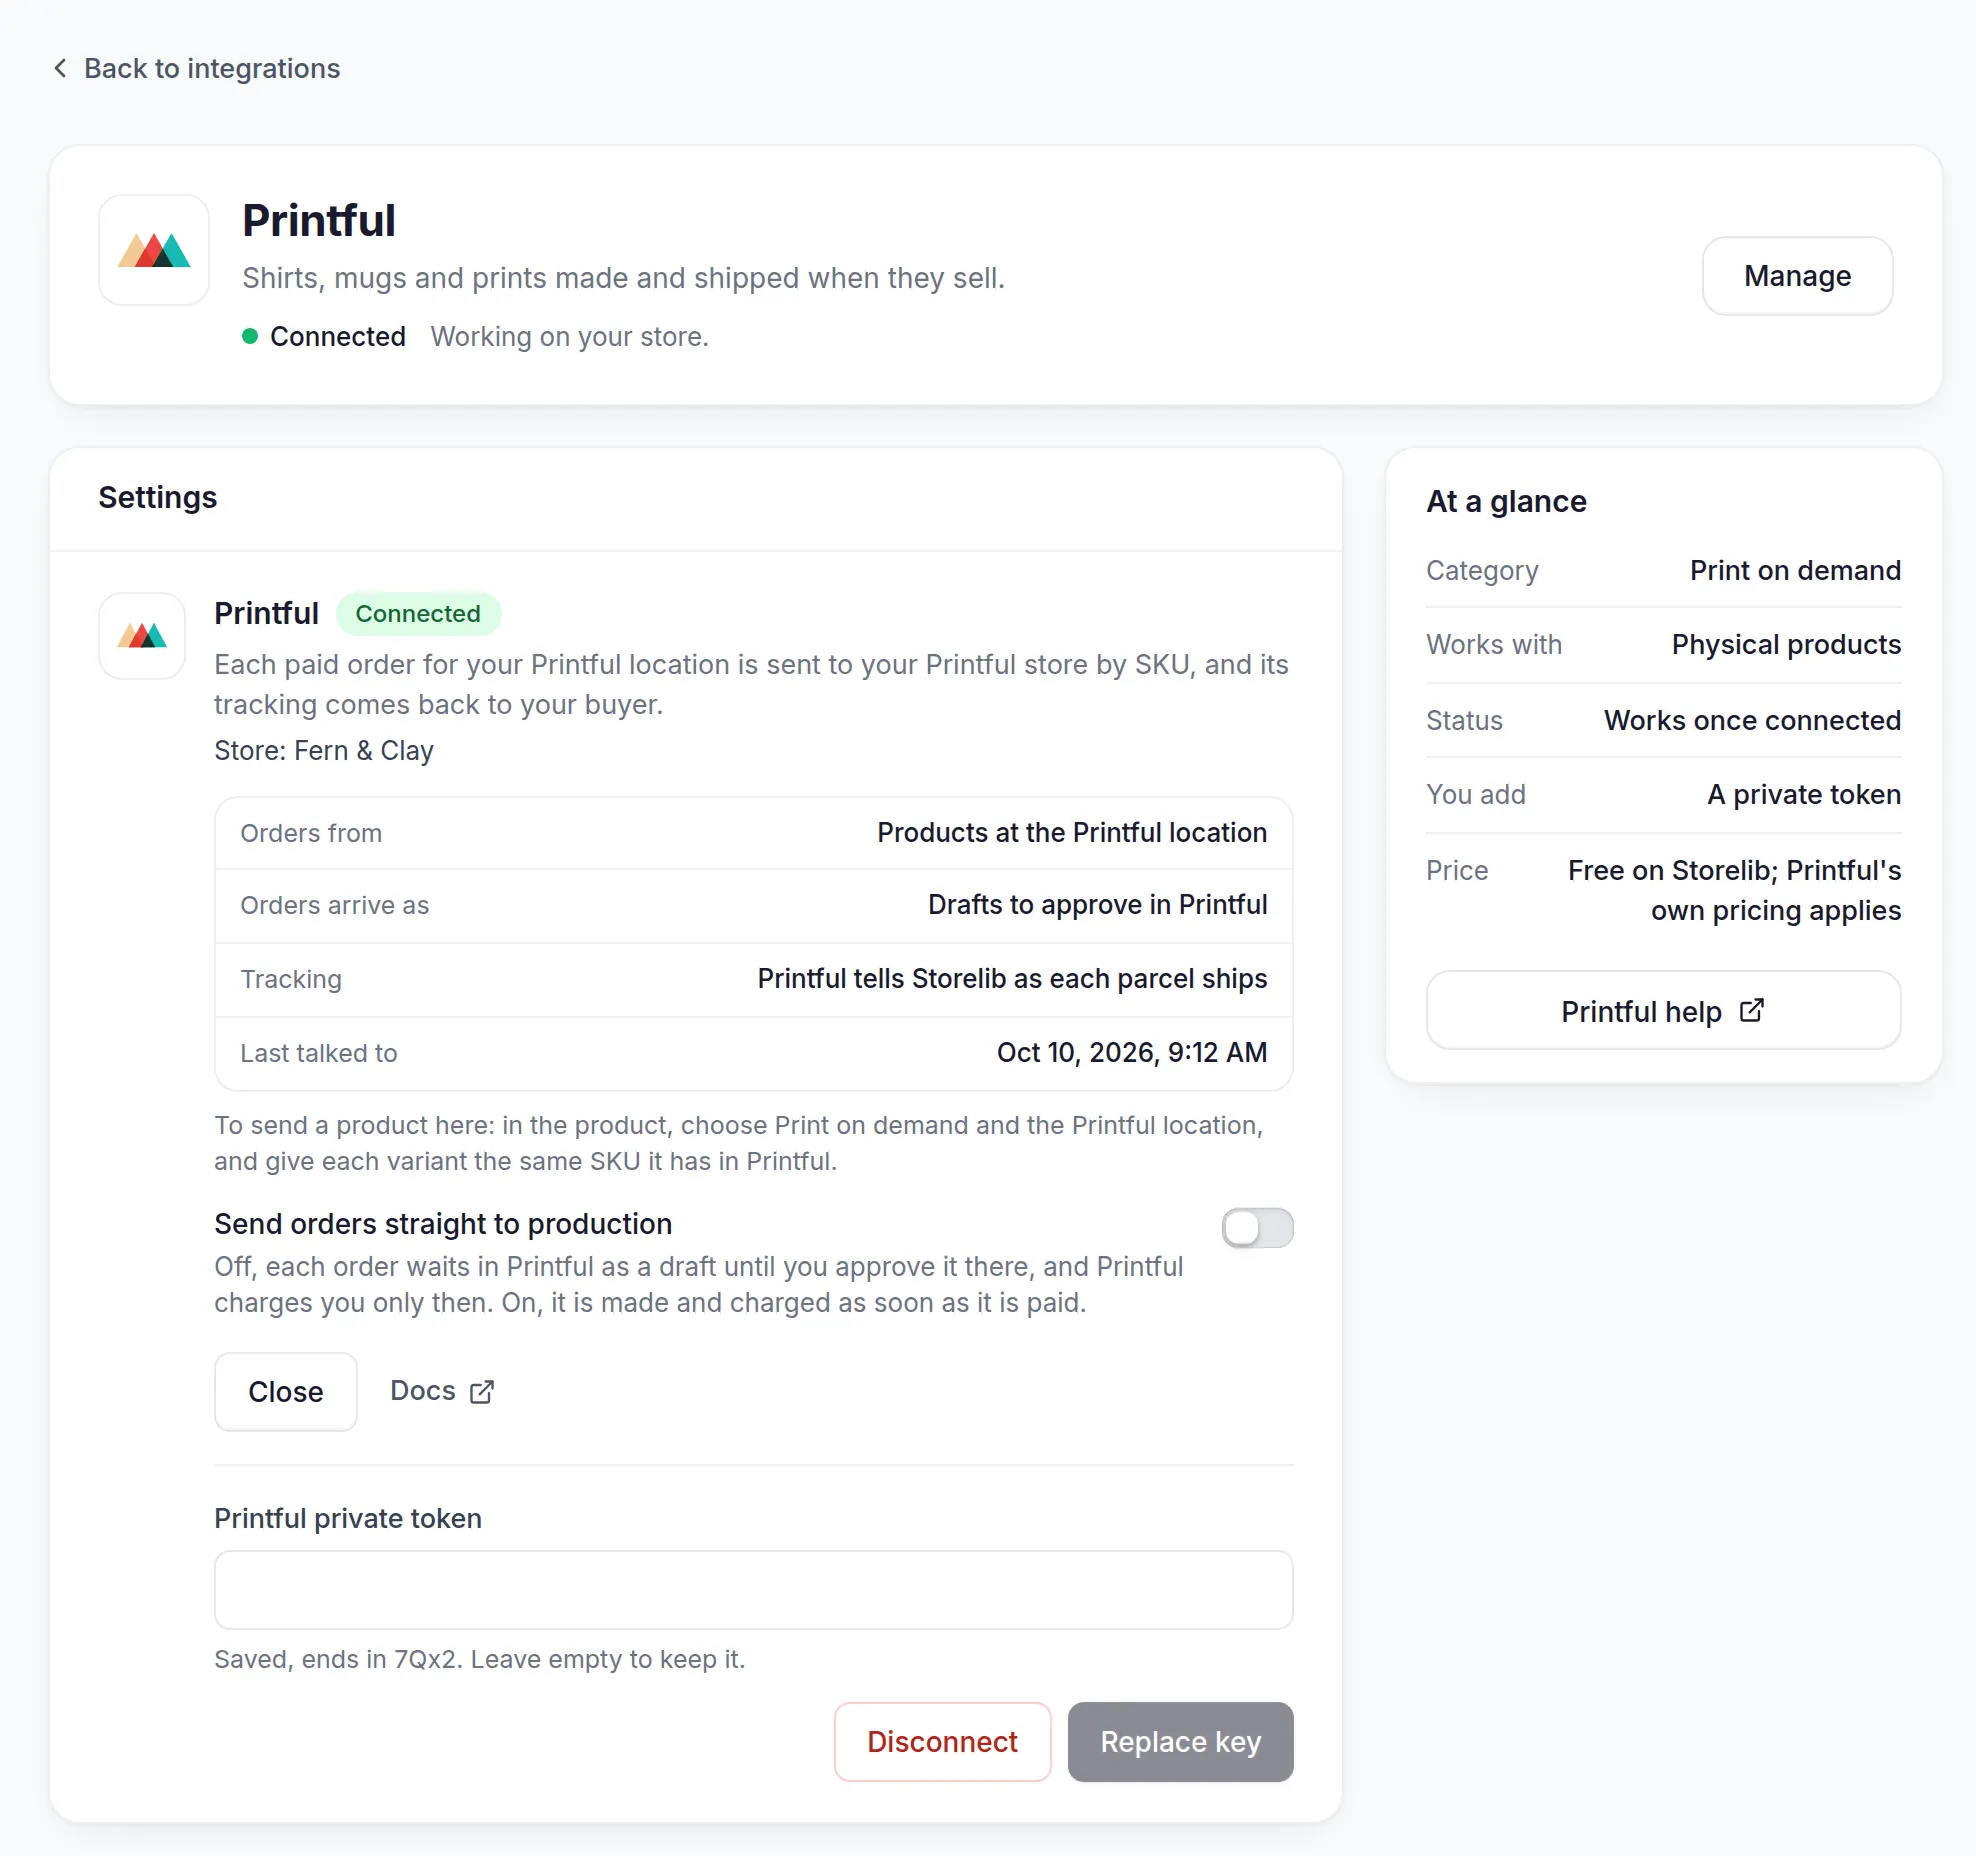 Back to integrations
Printful
Shirts, mugs and prints made and shipped when they sell.
Connected Working on your store.
Manage
Settings
Printful Connected
Each paid order for your Printful location is sent to your Printful store by SKU, and its
tracking comes back to your buyer.
Store: Fern & Clay
Orders from Products at the Printful location
Orders arrive as Drafts to approve in Printful
Tracking Printful tells Storelib as each parcel ships
Last talked to Oct 10, 2026, 9:12 AM
To send a product here: in the product, choose Print on demand and the Printful location,
and give each variant the same SKU it has in Printful.
Send orders straight to production
Off, each order waits in Printful as a draft until you approve it there, and Printful
charges you only then. On, it is made and charged as soon as it is paid.
Close Docs
Printful private token
Saved, ends in 7Qx2. Leave empty to keep it.
Disconnect Replace key
At a glance
Category Print on demand
Works with Physical products
Status Works once connected
You add A private token
Price Free on Storelib; Printful's
own pricing applies
Printful help